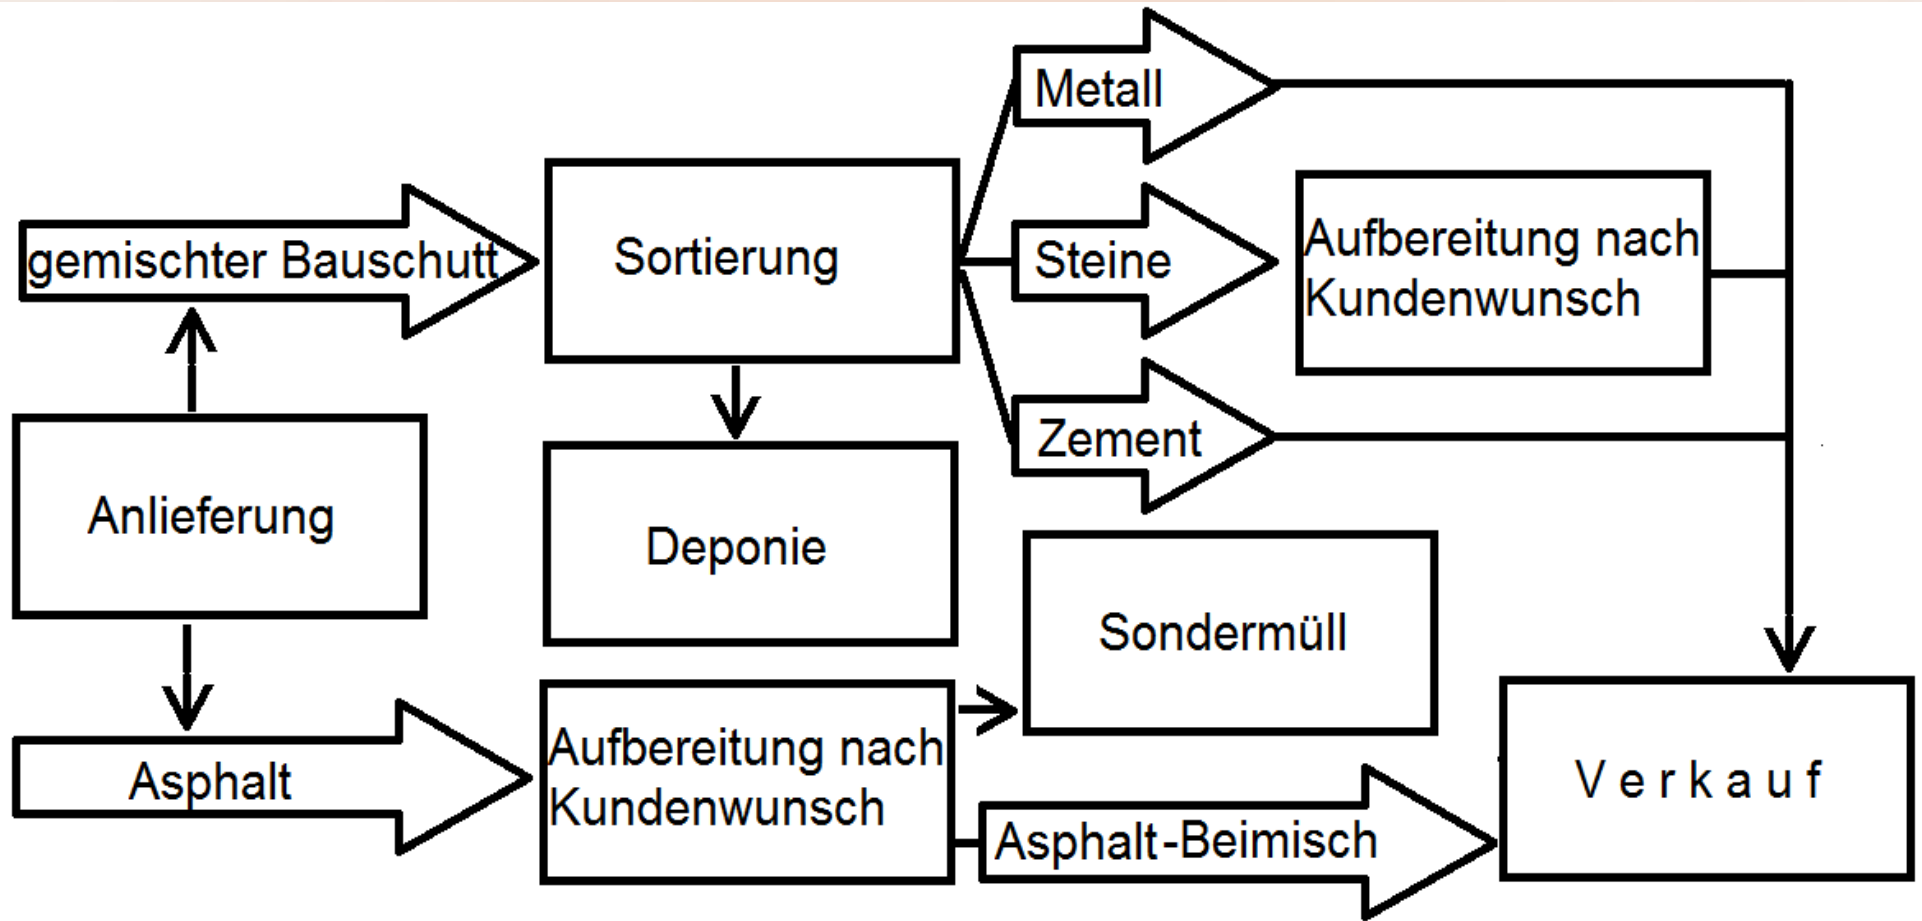 Metall
gemischter Bauschutt
Sortierung
Steine
Aufbereitung nach
Kundenwunsch
Zement
Anlieferung
Deponie
Sondermüll
Asphalt
Aufbereitung nach
Kundenwunsch
Asphalt-Beimisch
Verkauf